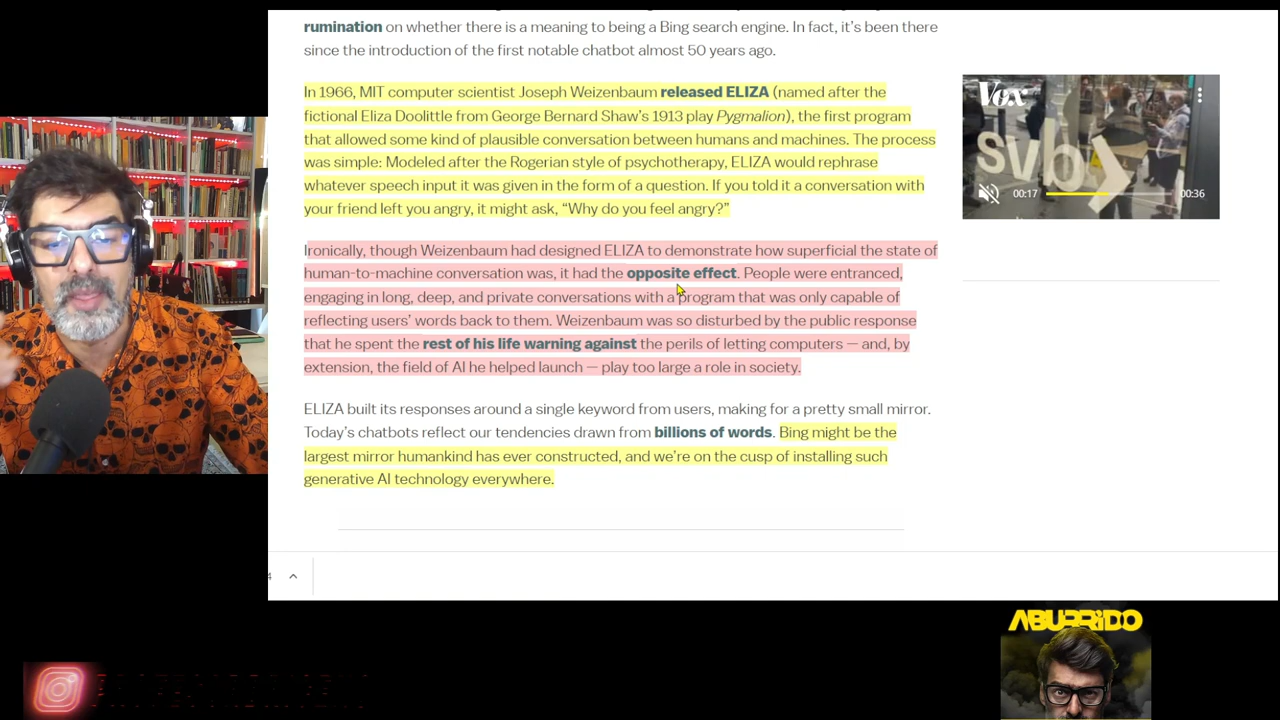 rumination on whether there is a meaning to being a Bing search engine. In fact, it's been there
since the introduction of the first notable chatbot almost 50 years ago.
In 1966, MIT computer scientist Joseph Weizenbaum released ELIZA (named after the
fictional Eliza Doolittle from George Bernard Shaw's 1913 play Pygmalion), the first program
that allowed some kind of plausible conversation between humans and machines. The process
was simple: Modeled after the Rogerian style of psychotherapy, ELIZA would rephrase
whatever speech input it was given in the form of a question. If you told it a conversation with
your friend left you angry, it might ask, “Why do you feel angry?”
Ironically, though Weizenbaum had designed ELIZA to demonstrate how superficial the state of
human-to-machine conversation was, it had the opposite effect. People were entranced,
engaging in long, deep, and private conversations with a program that was only capable of
reflecting users' words back to them. Weizenbaum was so disturbed by the public response
that he spent the rest of his life warning against the perils of letting computers — and, by
extension, the field of AI he helped launch — play too large a role in society.
ELIZA built its responses around a single keyword from users, making for a pretty small mirror.
Today's chatbots reflect our tendencies drawn from billions of words. Bing might be the
largest mirror humankind has ever constructed, and we're on the cusp of installing such
generative AI technology everywhere.
Vox
svb
00:17
00:36
ABURRIDO